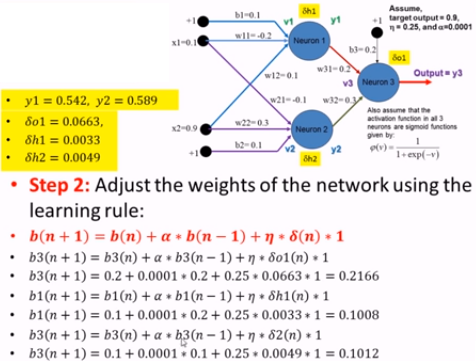 +1
b1=0.1
v1
δh1
y1
Assume,
target output = 0.9,
η = 0.25, and α=0.0001
+1
x1=0.1
w11= -0.2
Neuron 1
b3=0.2
δo1
w12= 0.1
w31= 0.2
v3
Neuron 3
Output = y3
w21= -0.1
w32= 0.3
x2=0.9
w22= 0.3
Neuron 2
+1
b2=0.1
v2
δh2
y2
Also assume that the
activation function in all 3
neurons are sigmoid functions
given by:
φ(v) = 1 / 1+exp(-v)
• y1 = 0.542, y2 = 0.589
• δo1 = 0.0663,
• δh1 = 0.0033
• δh2 = 0.0049
• Step 2: Adjust the weights of the network using the
learning rule:
• b(n + 1) = b(n) + α * b(n − 1) + η * δ(n) * 1
• b3(n + 1) = b3(n) + α * b3(n − 1) + η * δo1(n) * 1
• b3(n + 1) = 0.2 + 0.0001 * 0.2 + 0.25 * 0.0663 * 1 = 0.2166
• b1(n + 1) = b1(n) + α * b1(n − 1) + η * δh1(n) * 1
• b1(n + 1) = 0.1 + 0.0001 * 0.2 + 0.25 * 0.0033 * 1 = 0.1008
• b3(n + 1) = b3(n) + α * b3(n − 1) + η * δ2(n) * 1
• b3(n + 1) = 0.1 + 0.0001 * 0.1 + 0.25 * 0.0049 * 1 = 0.1012